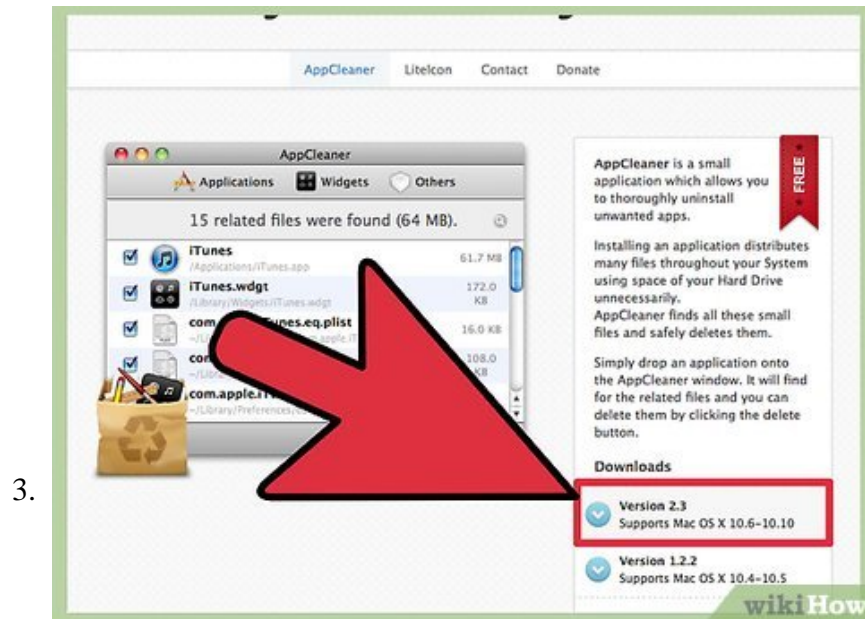 AppCleaner LiteIcon Contact Donate
AppCleaner
Applications Widgets Others
15 related files were found (64 MB).
iTunes
61.7 MB
/Applications/iTunes.app
iTunes.wdgt
172.0
KB
/Library/Widgets/iTunes.wdgt
16.0 KB
108.0
KB
FREE
AppCleaner is a small
application which allows you
to thoroughly uninstall
unwanted apps.
Installing an application distributes
many files throughout your System
using space of your Hard Drive
unnecessarily.
AppCleaner finds all these small
files and safely deletes them.
Simply drop an application onto
the AppCleaner window. It will find
for the related files and you can
delete them by clicking the delete
button.
Downloads
3.
Version 2.3
Supports Mac OS X 10.6-10.10
Version 1.2.2
Supports Mac OS X 10.4-10.5
wikiHow